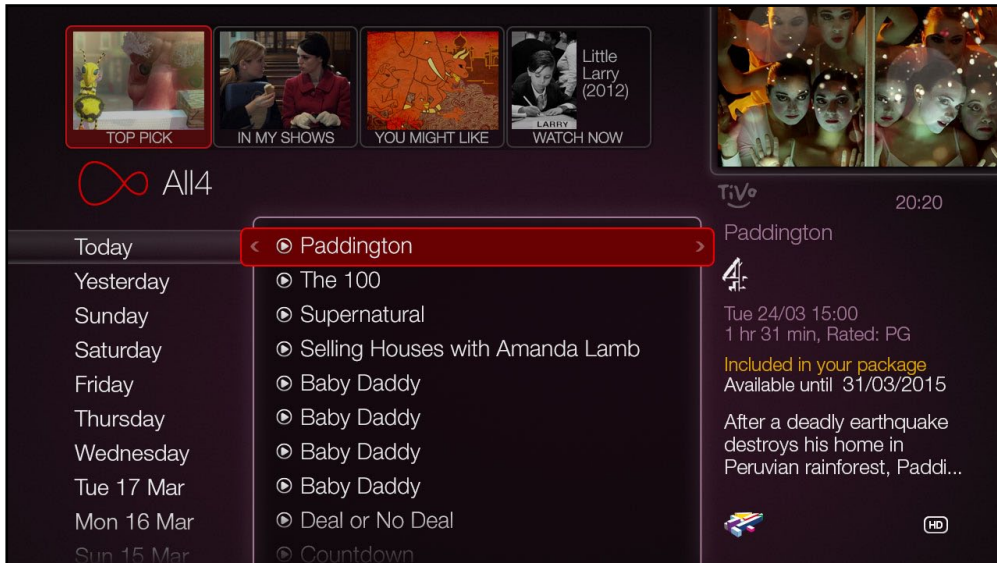 Little
Larry
(2012)
LARRY
TOP PICK
IN MY SHOWS
YOU MIGHT LIKE
WATCH NOW
All4
TiVo
20:20
Today
Yesterday
Sunday
Saturday
Friday
Thursday
Wednesday
Tue 17 Mar
Mon 16 Mar
Sun 15 Mar
Paddington
The 100
Supernatural
Selling Houses with Amanda Lamb
Baby Daddy
Baby Daddy
Baby Daddy
Baby Daddy
Deal or No Deal
Countdown
Paddington
4
Tue 24/03 15:00
1 hr 31 min, Rated: PG
Included in your package
Available until 31/03/2015
After a deadly earthquake
destroys his home in
Peruvian rainforest, Paddi...
4
HD